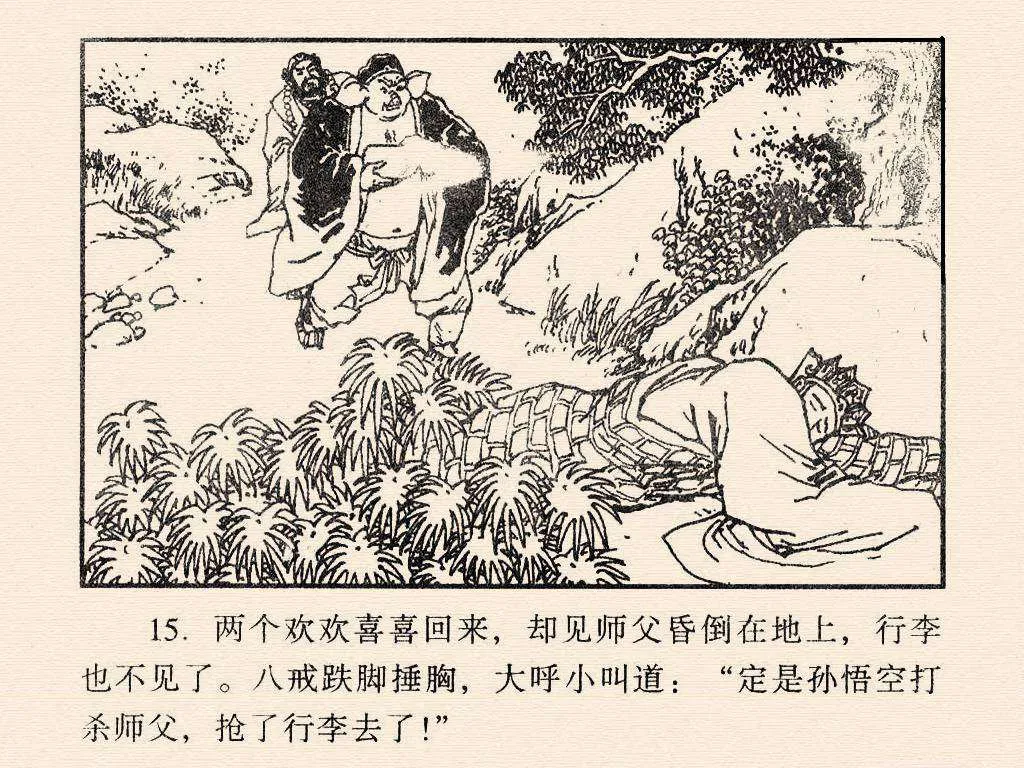 15. 两个欢欢喜喜回来，却见师父昏倒在地上，行李
也不见了。八戒跌脚捶胸，大呼小叫道：“定是孙悟空打
杀师父，抢了行李去了!”